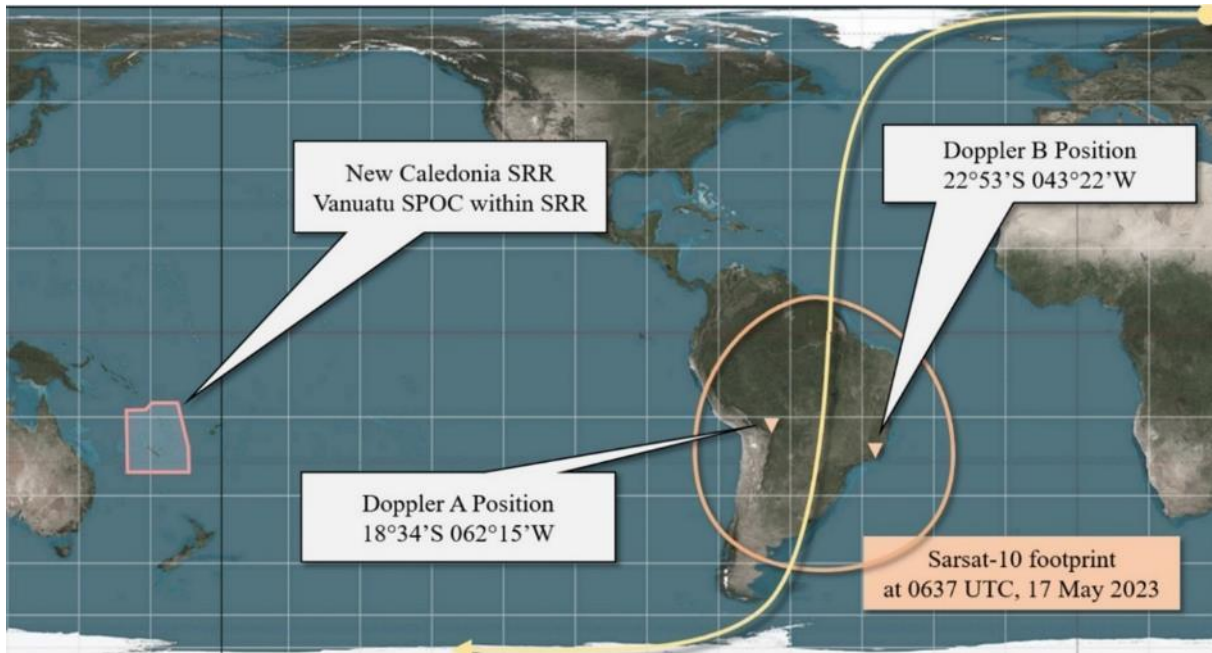 New Caledonia SRR
Vanuatu SPOC within SRR
Doppler B Position
22°53’S 043°22’W
Doppler A Position
18°34’S 062°15’W
Sarsat-10 footprint
at 0637 UTC, 17 May 2023